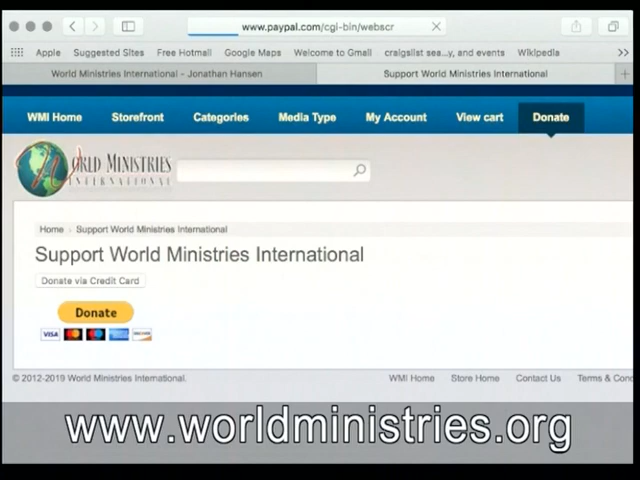 www.paypal.com/cgi-bin/webscr
Apple Suggested Sites Free Hotmail Google Maps Welcome to Gmail craigslist sea...y, and events Wikipedia
World Ministries International - Jonathan Hansen Support World Ministries International
WMI Home Storefront Categories Media Type My Account View cart Donate
World Ministries
International
Home Support World Ministries International
Support World Ministries International
Donate via Credit Card
Donate
VISA
© 2012-2019 World Ministries International. WMI Home Store Home Contact Us Terms & Cond
www.worldministries.org